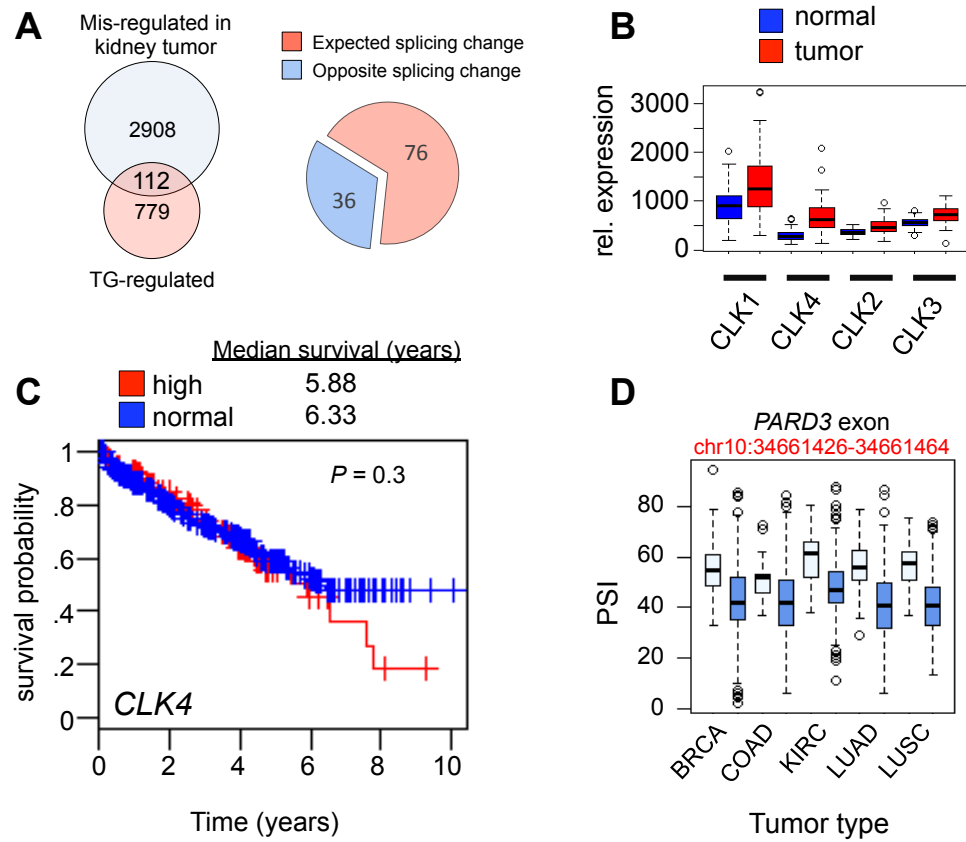 A
Mis-regulated in
kidney tumor
2908
112
779
TG-regulated
Expected splicing change
Opposite splicing change
76
36
B
normal
tumor
rel. expression
3000
2000
1000
0
CLK1
CLK4
CLK2
CLK3
C
Median survival (years)
high 5.88
normal 6.33
survival probability
1
.8
.6
.4
.2
0
P = 0.3
CLK4
0 2 4 6 8 10
Time (years)
D
PARD3 exon
chr10:34661426-34661464
PSI
80
60
40
20
0
BRCA
COAD
KIRC
LUAD
LUSC
Tumor type